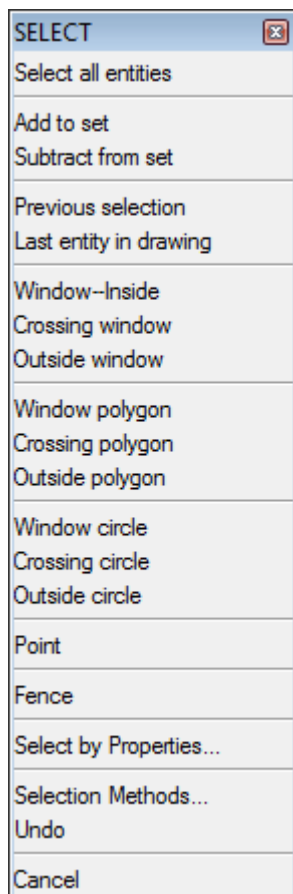 SELECT
Select all entities
Add to set
Subtract from set
Previous selection
Last entity in drawing
Window--Inside
Crossing window
Outside window
Window polygon
Crossing polygon
Outside polygon
Window circle
Crossing circle
Outside circle
Point
Fence
Select by Properties...
Selection Methods...
Undo
Cancel